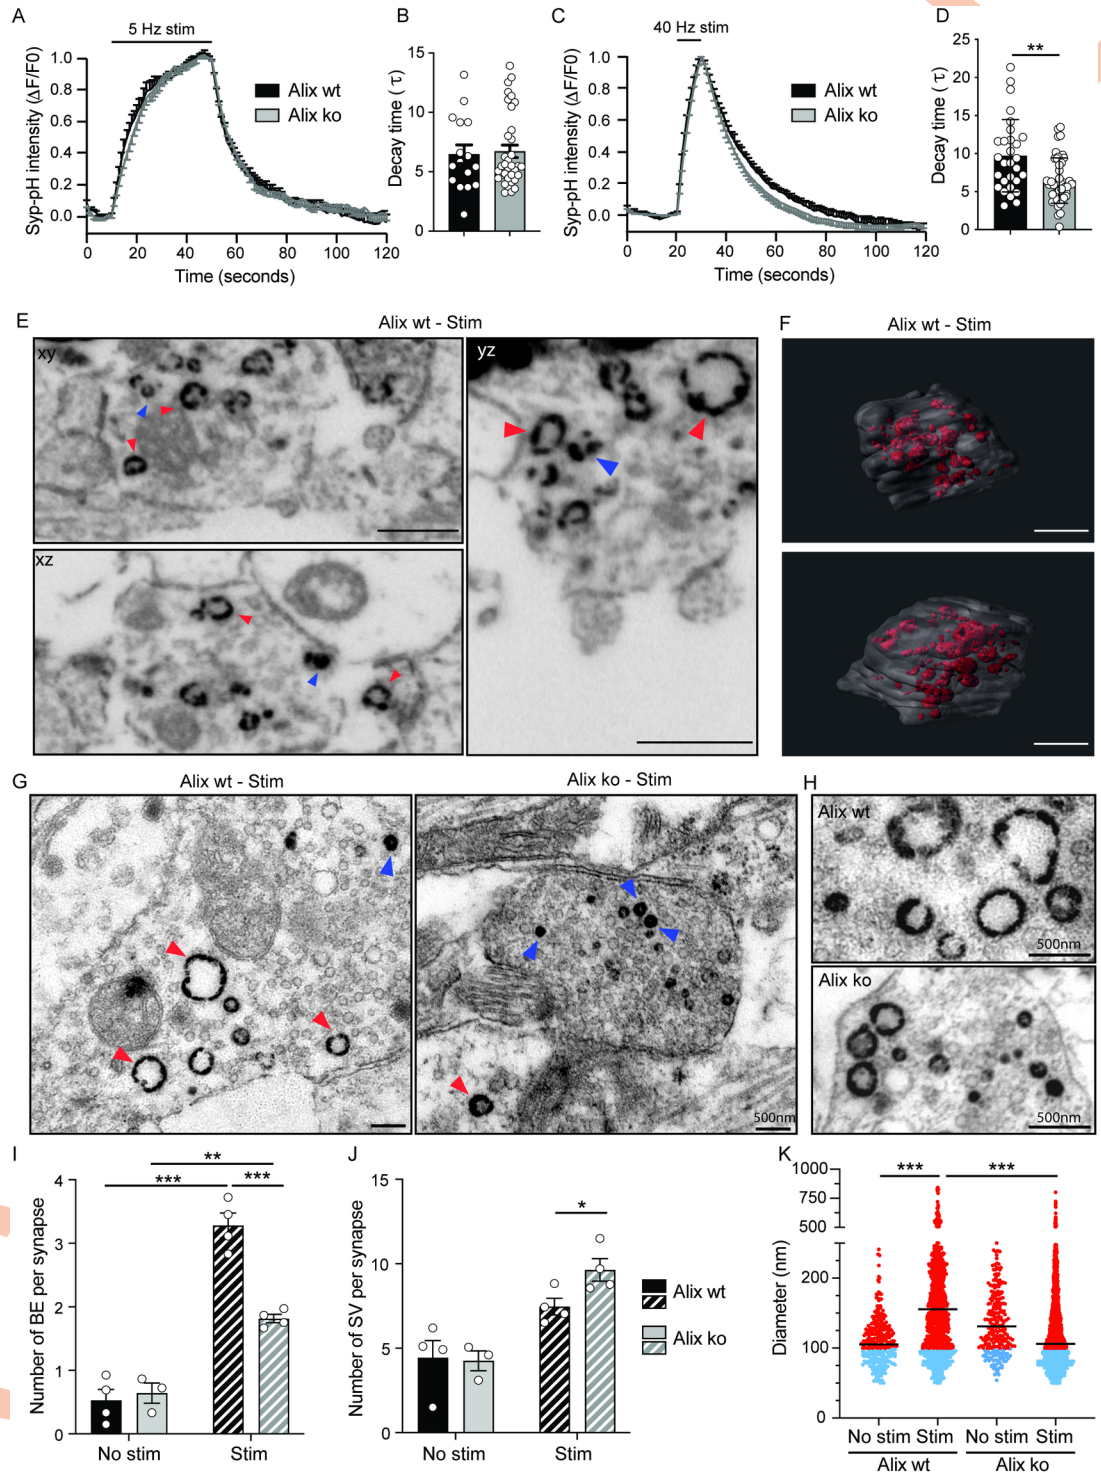 A
5 Hz stim
Syp-pH intensity (ΔF/F0)
1.0
0.8
0.6
0.4
0.2
0.0
Alix wt
Alix ko
0 20 40 60 80 100 120
Time (seconds)
B
Decay time (τ)
15
10
5
0
C
40 Hz stim
Syp-pH intensity (ΔF/F0)
1.0
0.8
0.6
0.4
0.2
0.0
Alix wt
Alix ko
0 20 40 60 80 100 120
Time (seconds)
D
**
Decay time (τ)
25
20
15
10
5
0
E
Alix wt - Stim
xy
yz
xz
F
Alix wt - Stim
G
Alix wt - Stim
Alix ko - Stim
500nm
H
Alix wt
500nm
Alix ko
500nm
I
**
*** ***
Number of BE per synapse
4
3
2
1
0
No stim Stim
J
*
Number of SV per synapse
15
10
5
0
No stim Stim
Alix wt
Alix ko
K
*** ***
Diameter (nm)
1000
750
500
200
100
0
No stim Stim No stim Stim
Alix wt Alix ko